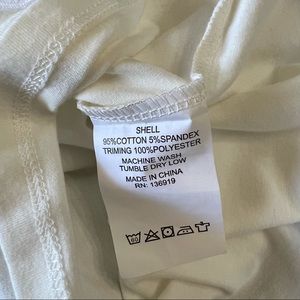 SHELL
95%COTTON 5%SPANDEX
TRIMING 100%POLYESTER
MACHINE WASH
TUMBLE DRY LOW
MADE IN CHINA
RN: 136919